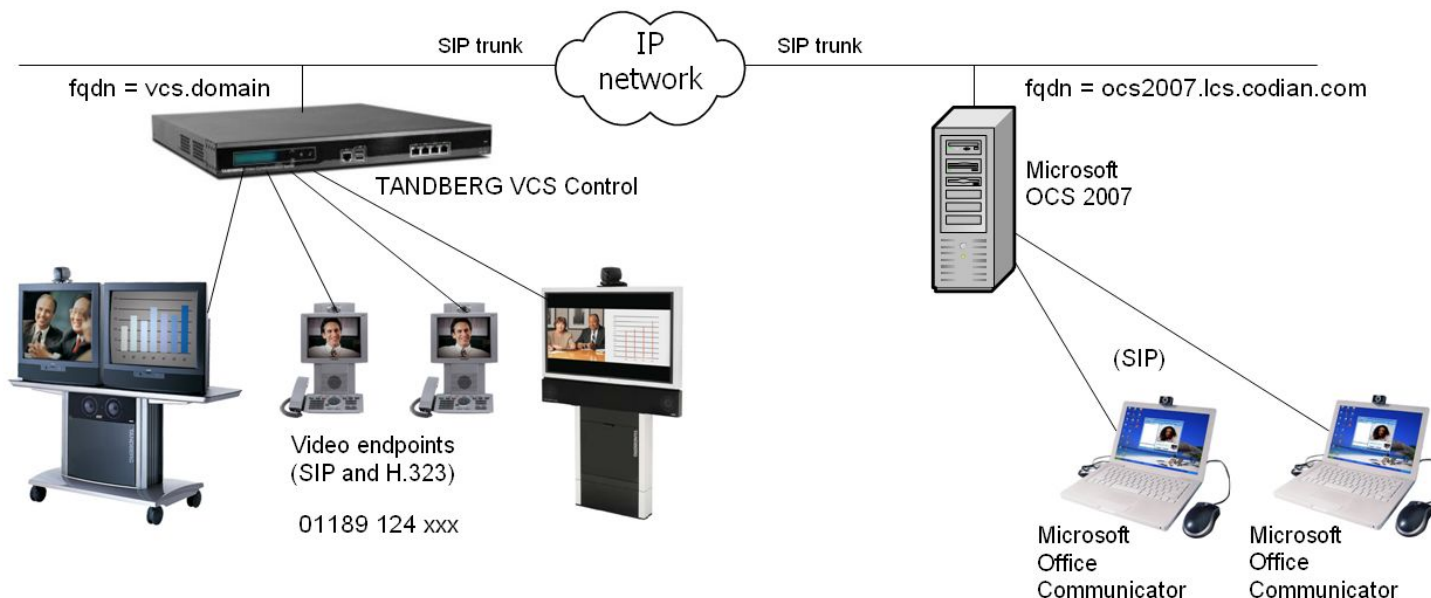 SIP trunk
IP
network
SIP trunk
fqdn = vcs.domain
fqdn = ocs2007.lcs.codian.com
TANDBERG VCS Control
Microsoft
OCS 2007
(SIP)
Video endpoints
(SIP and H.323)
01189 124 xxx
Microsoft
Office
Communicator
Microsoft
Office
Communicator